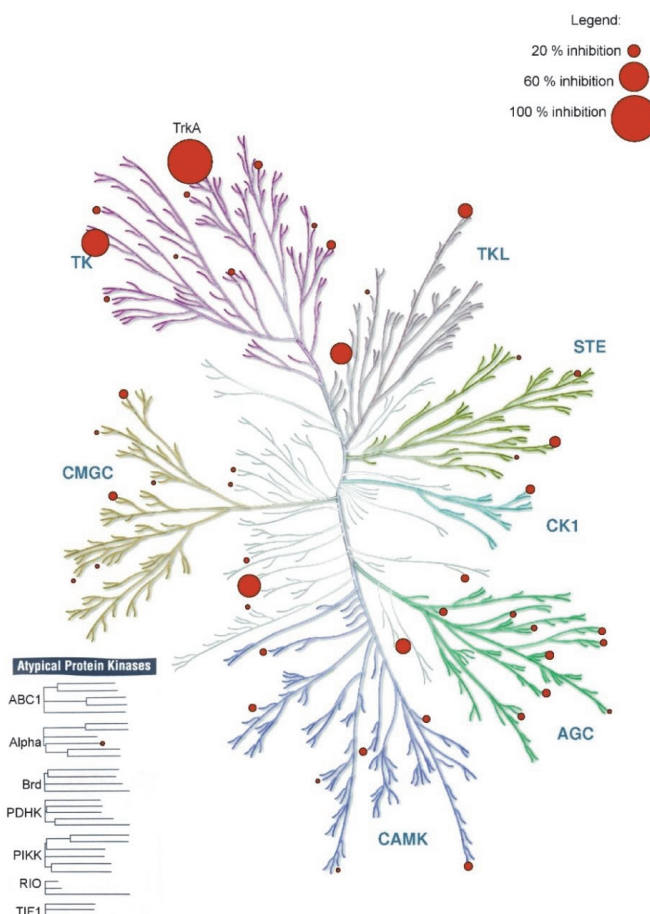 Legend:
20 % inhibition
60 % inhibition
100 % inhibition
TrkA
TK
TKL
STE
CMGC
CK1
Atypical Protein Kinases
ABC1
Alpha
AGC
Brd
PDHK
CAMK
PIKK
RIO
TIF1